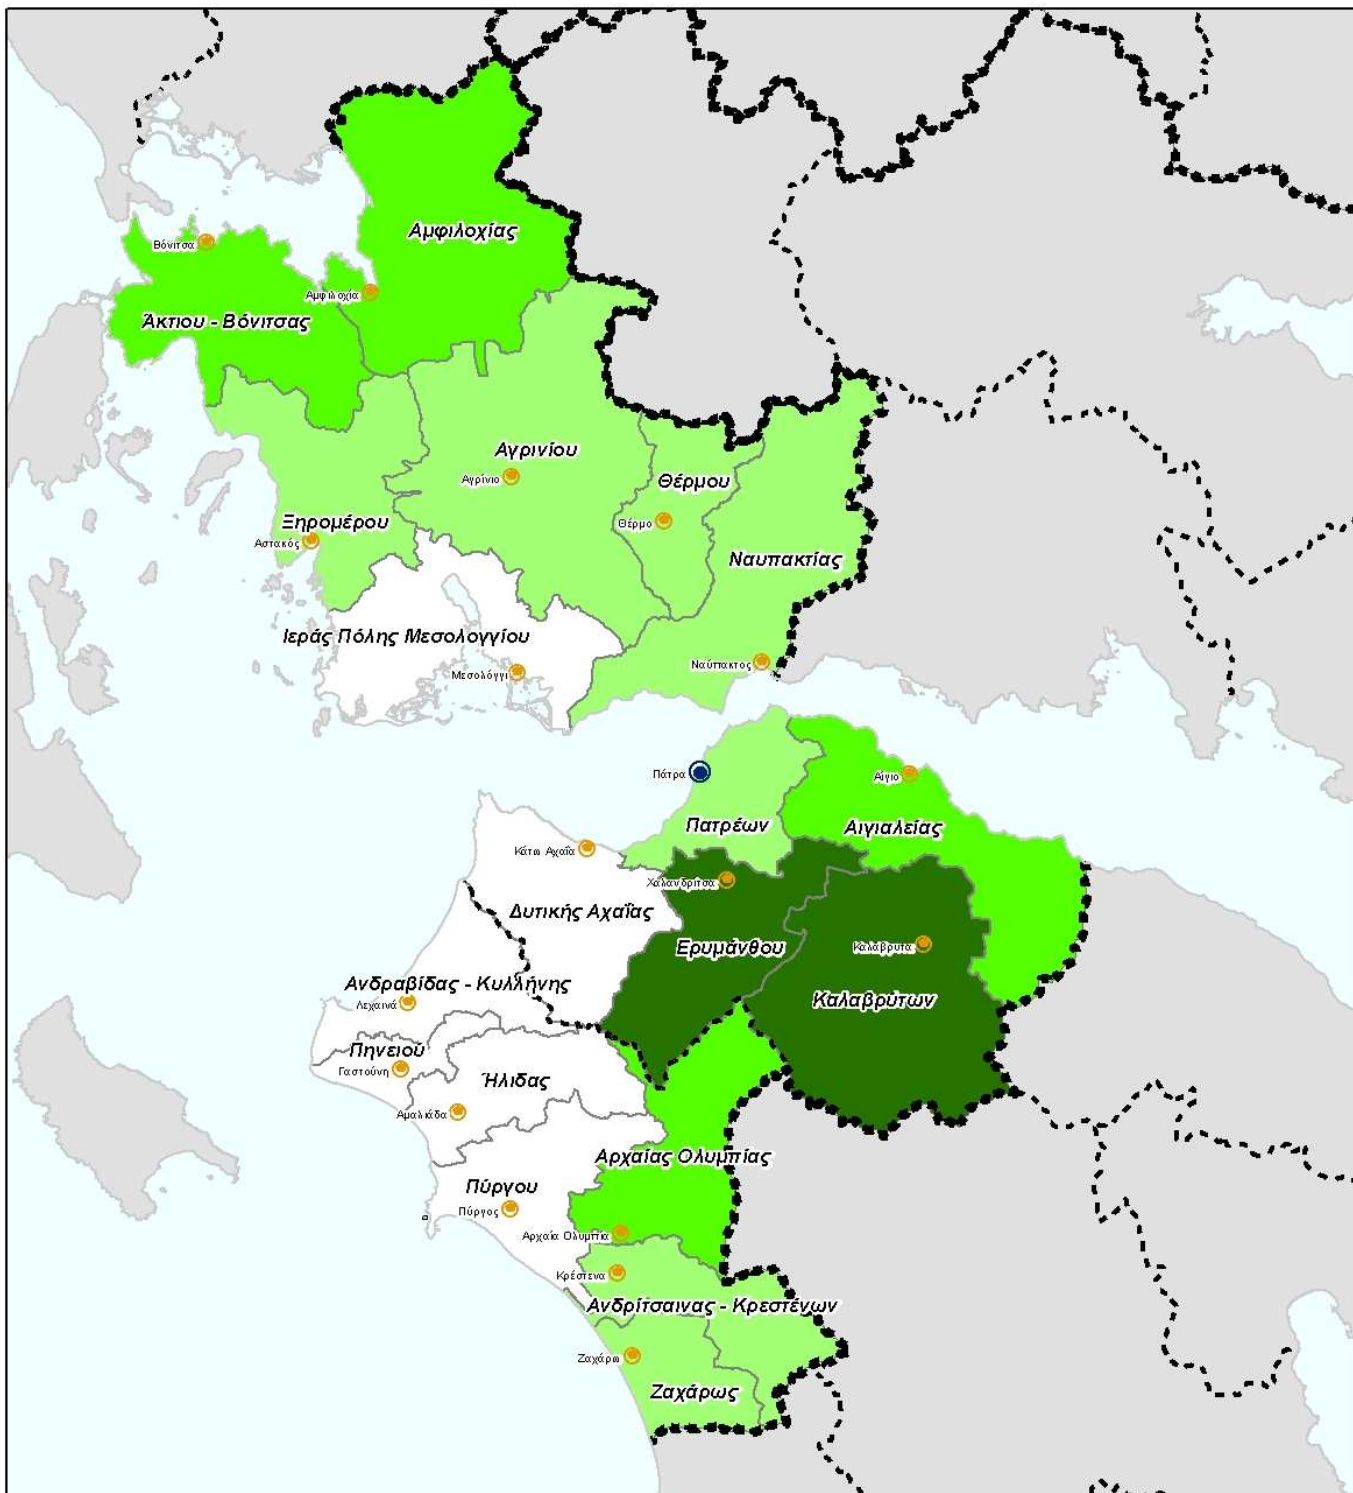 Αμφιλοχίας
Βόνιτσα
Αμφιλοχία
Άκτιου - Βόνιτσας
Αγρινίου
Αγρίνιο
Θέρμου
Θέρμο
Ξηρομέρου
Αστακός
Ναυπακτίας
Ιεράς Πόλης Μεσολογγίου
Μεσολόγγι
Ναύπακτος
Πάτρα
Αίγιο
Πατρέων
Αιγιαλείας
Κάτω Αχαΐα
Χαλανδρίτσα
Δυτικής Αχαΐας
Ερυμάνθου
Καλάβρυτα
Ανδραβίδας - Κυλλήνης
Λεχαινά
Καλαβρύτων
Πηνειού
Γαστούνη
Ήλιδας
Αμαλιάδα
Αρχαίας Ολυμπίας
Πύργου
Πύργος
Αρχαία Ολυμπία
Κρέστενα
Ανδρίτσαινας - Κρεστένων
Ζαχάρω
Ζαχάρως